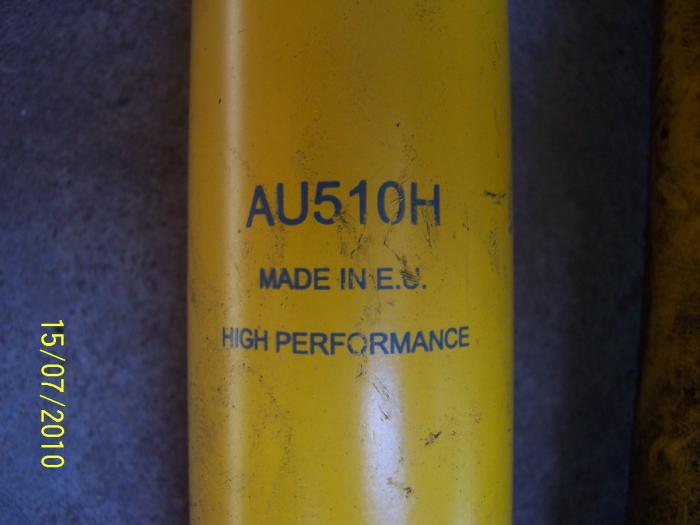 AU510H
MADE IN E.U.
HIGH PERFORMANCE
15/07/2010